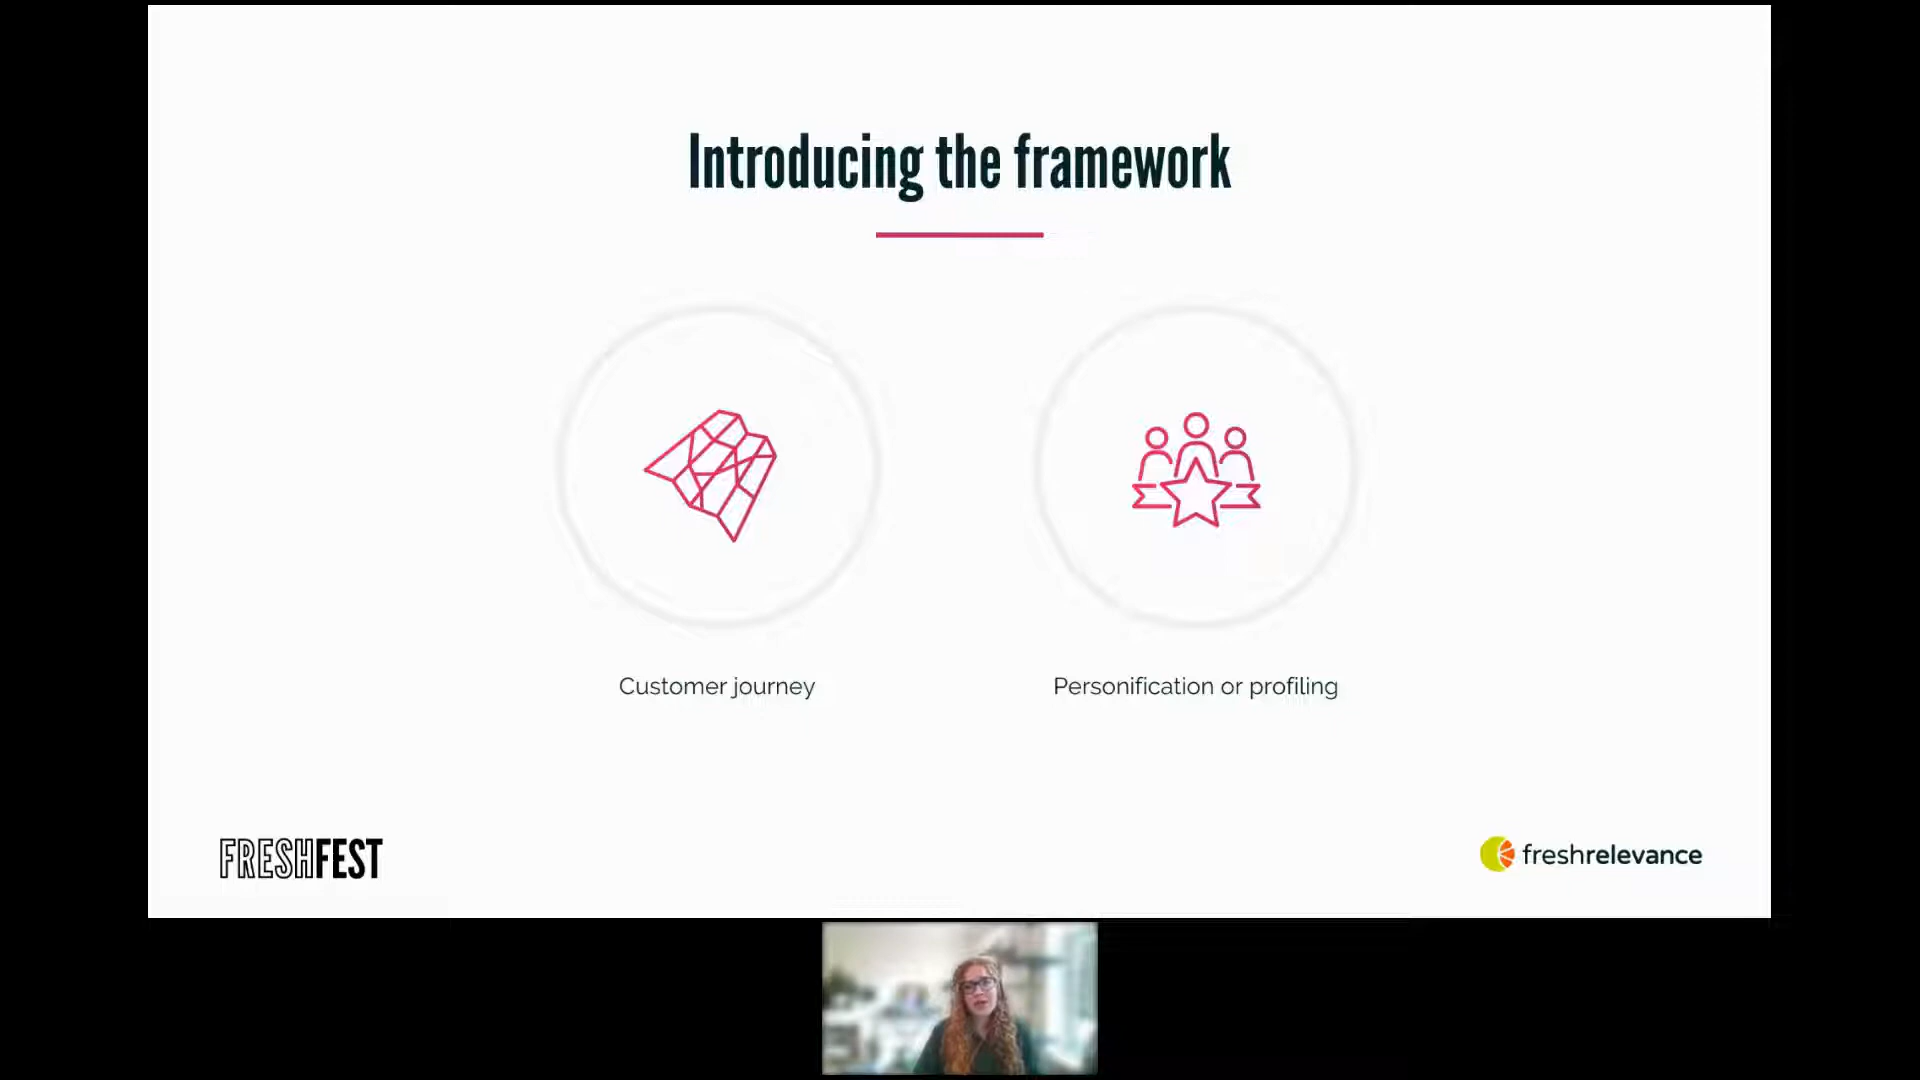 Introducing the framework
Customer journey
Personification or profiling
FRESHFEST
freshrelevance